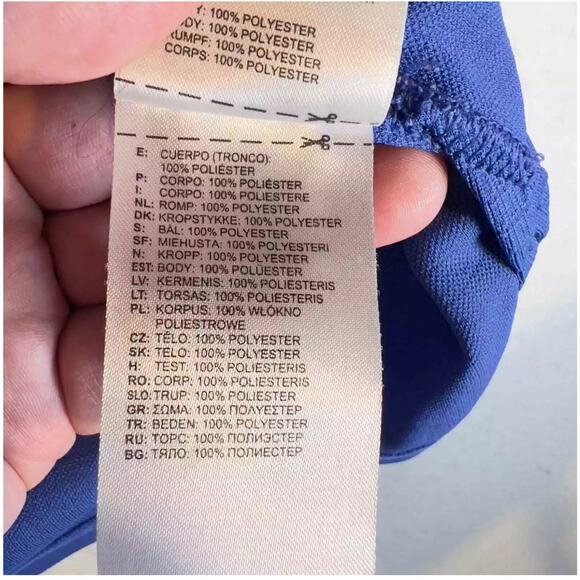 Y: 100% POLYESTER
DY: 100% POLYESTER
RUMPF: 100% POLYESTER
CORPS: 100% POLYESTER
E: CUERPO (TRONCO):
100% POLIÉSTER
P: CORPO: 100% POLIÉSTER
I: CORPO: 100% POLIESTERE
NL: ROMP: 100% POLYESTER
DK: KROPSTYKKE: 100% POLYESTER
S: BÅL: 100% POLYESTER
SF: MIEHUSTA: 100% POLYESTERI
N: KROPP: 100% POLYESTER
EST: BODY: 100% POLÜESTER
LV: KERMENIS: 100% POLIESTERIS
LT: TORSAS: 100% POLIESTERIS
PL: KORPUS: 100% WŁÓKNO
POLIESTROWE
CZ: TĚLO: 100% POLYESTER
SK: TELO: 100% POLYESTER
H: TEST: 100% POLIESTERIS
RO: CORP: 100% POLIESTERIS
SLO: TRUP: 100% POLIESTER
GR: ΣΩΜΑ: 100% ΠΟΛΥΕΣΤΕΡ
TR: BEDEN: 100% POLYESTER
RU: ТОРС: 100% ПОЛИЭСТЕР
BG: ТЯЛО: 100% ПОЛИЕСТЕР